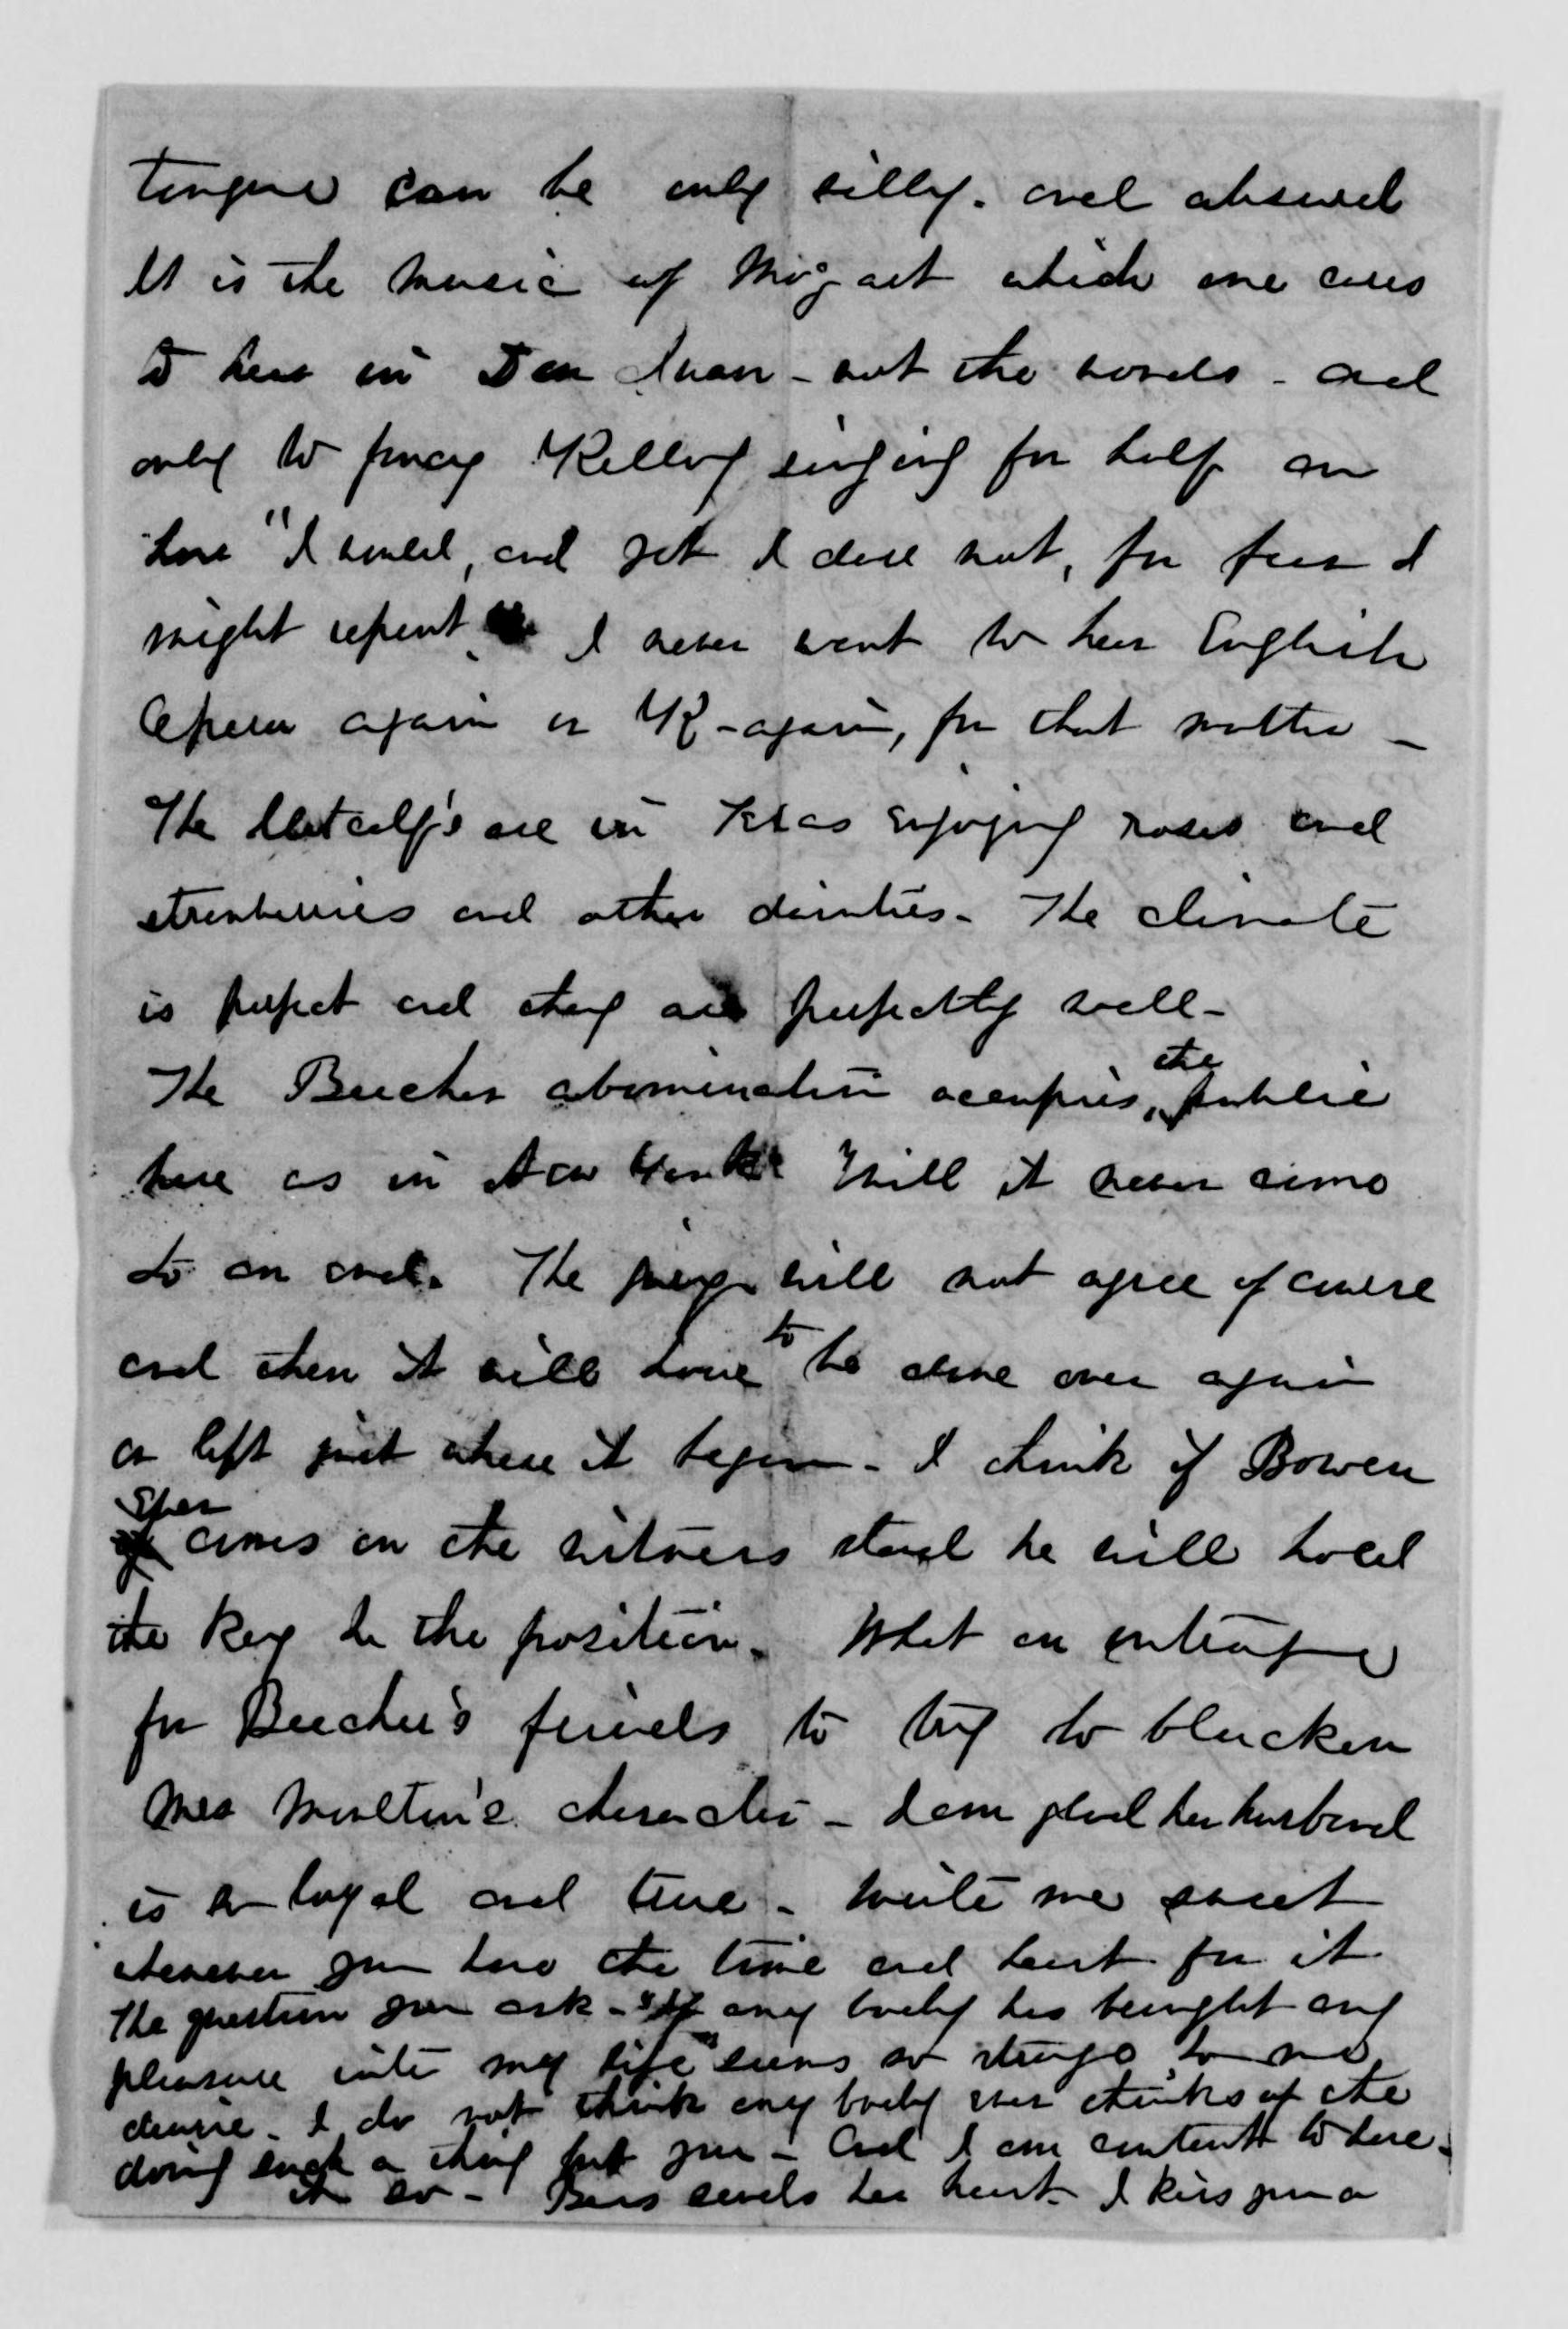 tongue can be only silly. and absurd
It is the music of Mozart which one cares
to hear in Don Juan - not the words - and
only to fancy Kellog singing for half an
hour "I would, and yet I dare not, for fear I
might repent. I never want to hear English
Opera again or K - again, for that matter -
The Metcalf's are in Texas enjoying roses and
strawberries and other dainties - The climate
is perfect and they are perfectly well -
The Beecher abomination occupies the public
here as in New York. Will it never come
to an end. The jury will not agree of course
and then it will have to be done over again
or left just where it began - I think if Bowen
ever comes on the witness stand he will hold
the key to the position. What an outrage
for Beecher's friends to try to blacken
Mrs Moulton's character - I am glad her husband
is so loyal and true - Write me sweet
whenever you have the time and heart for it
The question you ask - "If any body has brought any
pleasure into my life" seems so strange to me
dearie. I do not think any body ever thinks of the
doing such a thing but you - And I am content to have
it so - Bess sends her heart. I kiss you a